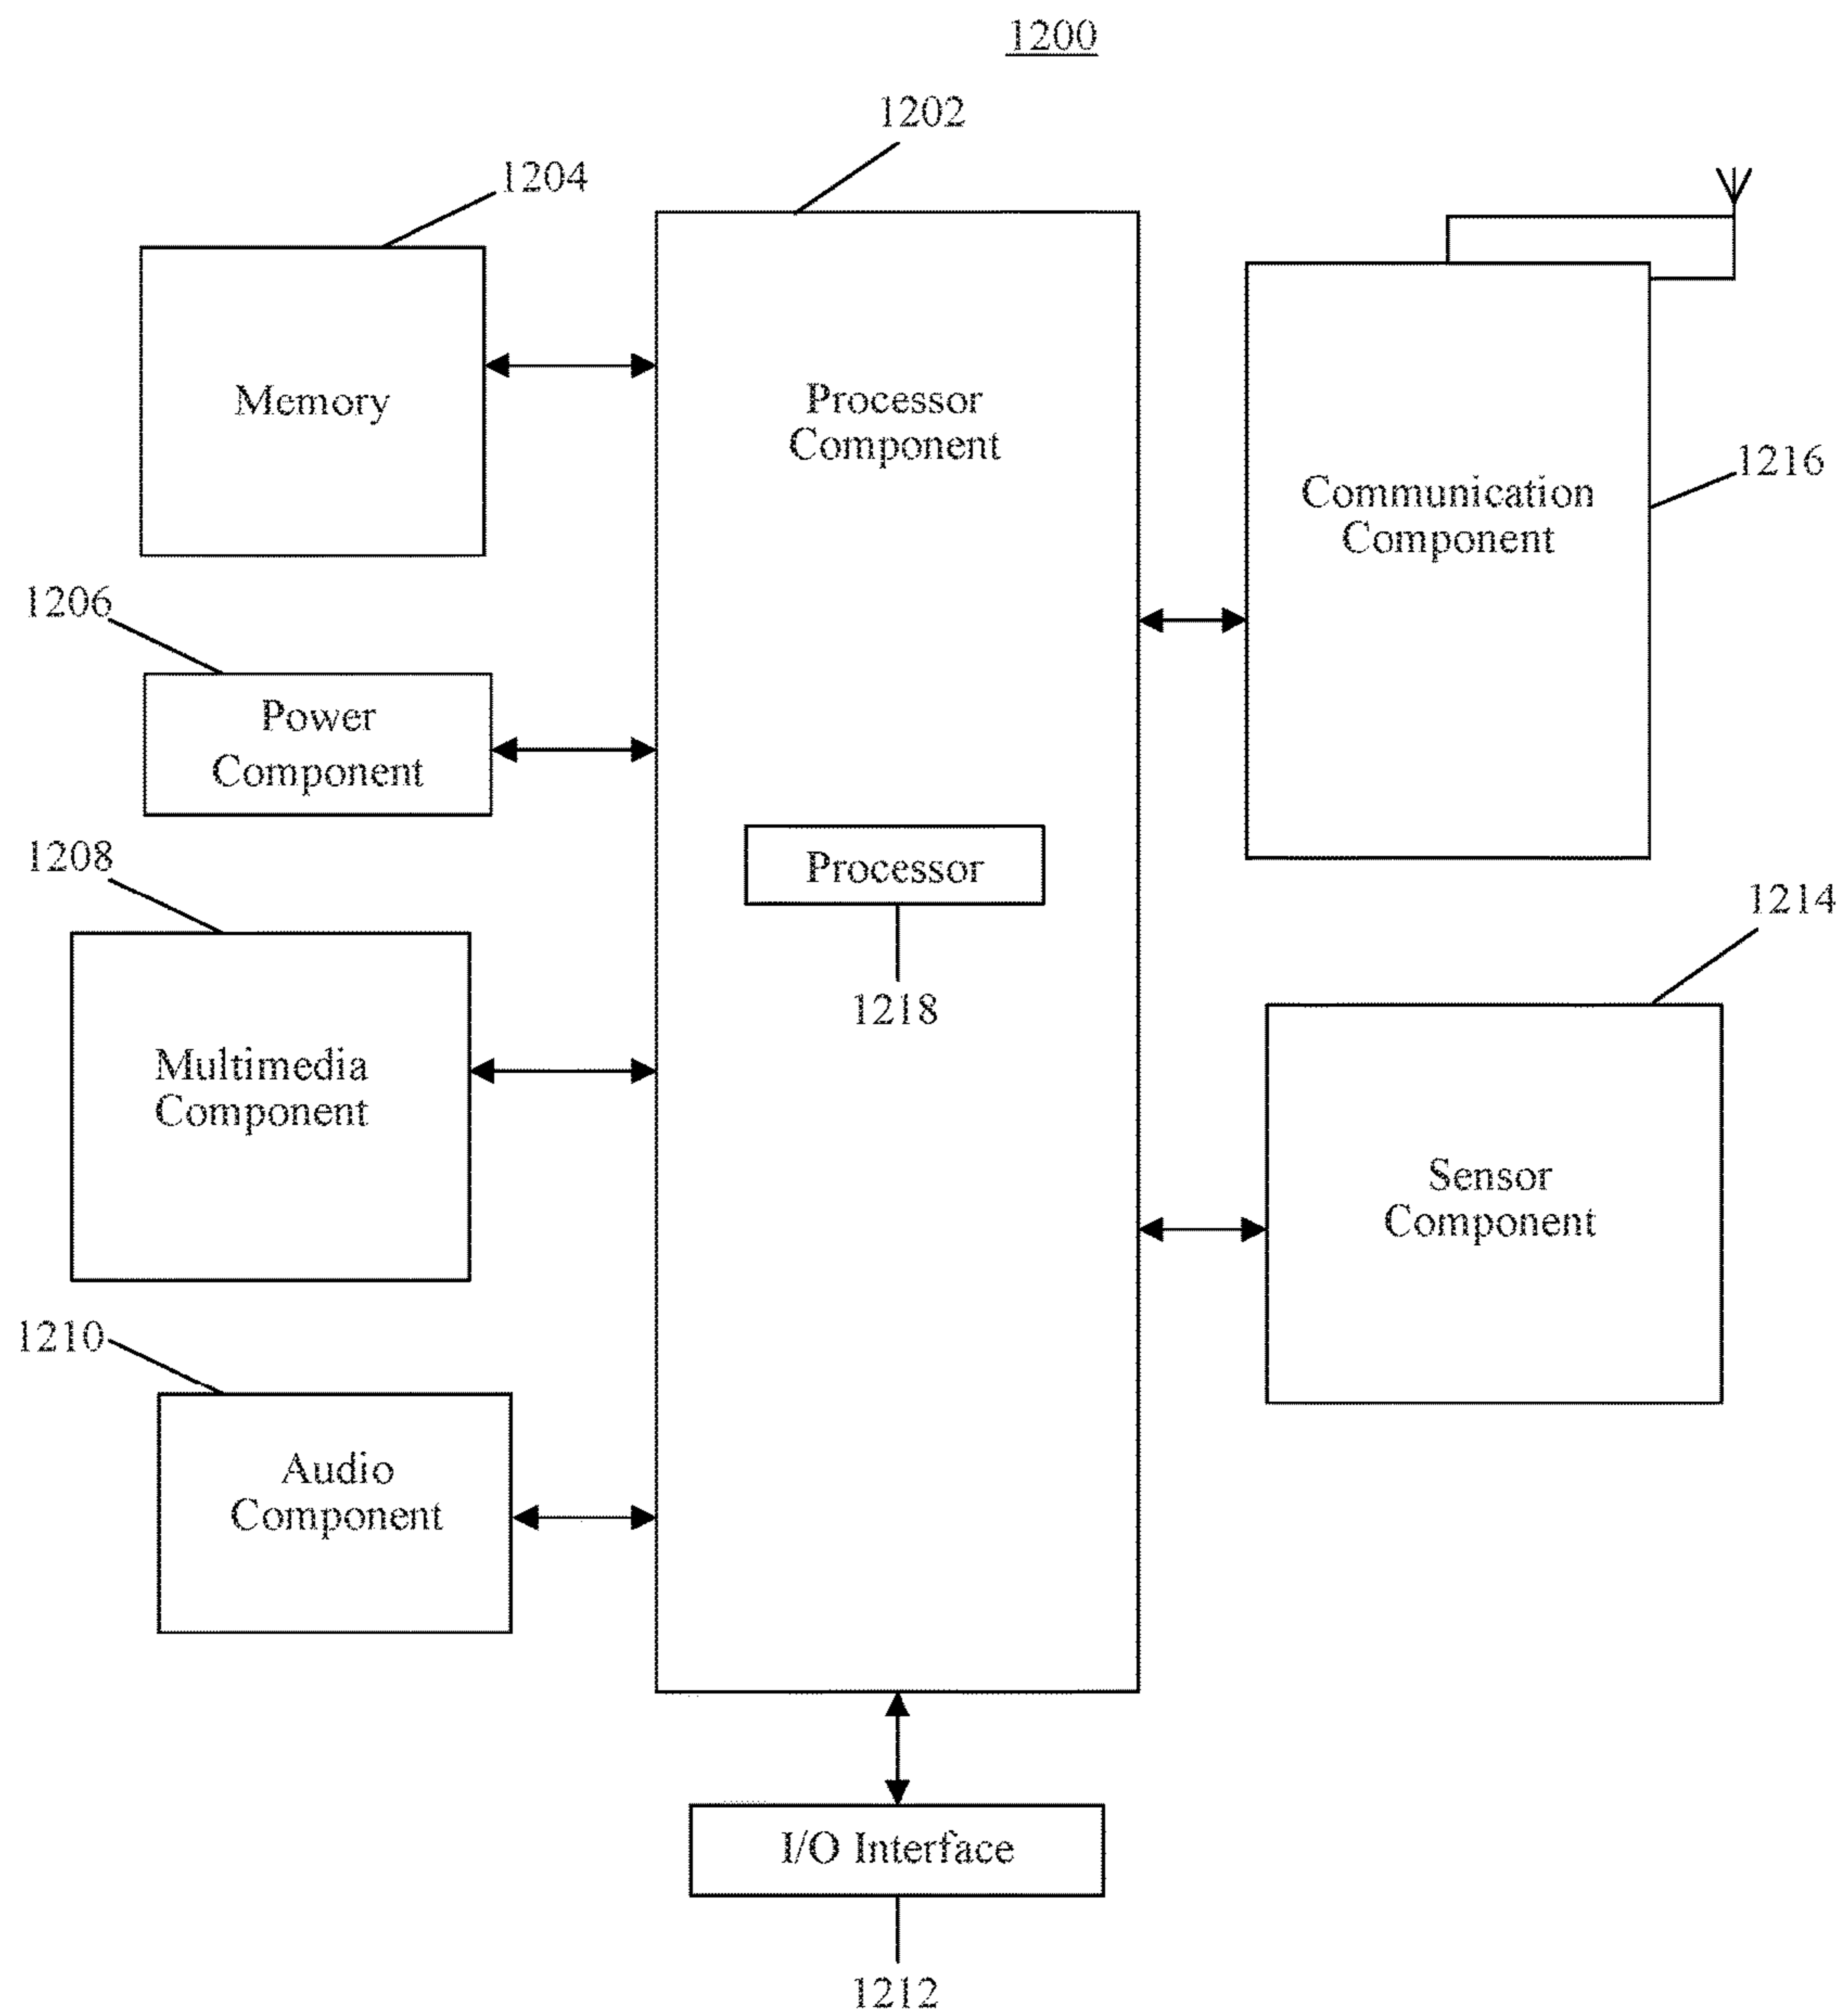 1200
1202
1204
Memory
Processor
Component
Communication
Component
1216
1206
Power
Component
1208
Processor
1218
1214
Multimedia
Component
Sensor
Component
1210
Audio
Component
I/O Interface
1212